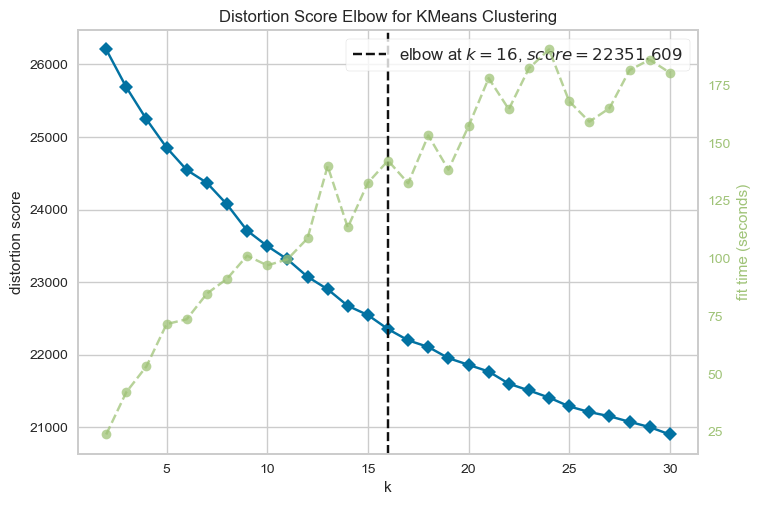 Distortion Score Elbow for KMeans Clustering
elbow at k = 16, score = 22351.609
distortion score
26000
25000
24000
23000
22000
21000
175
150
125
100
75
50
25
fit time (seconds)
5 10 15 20 25 30
k